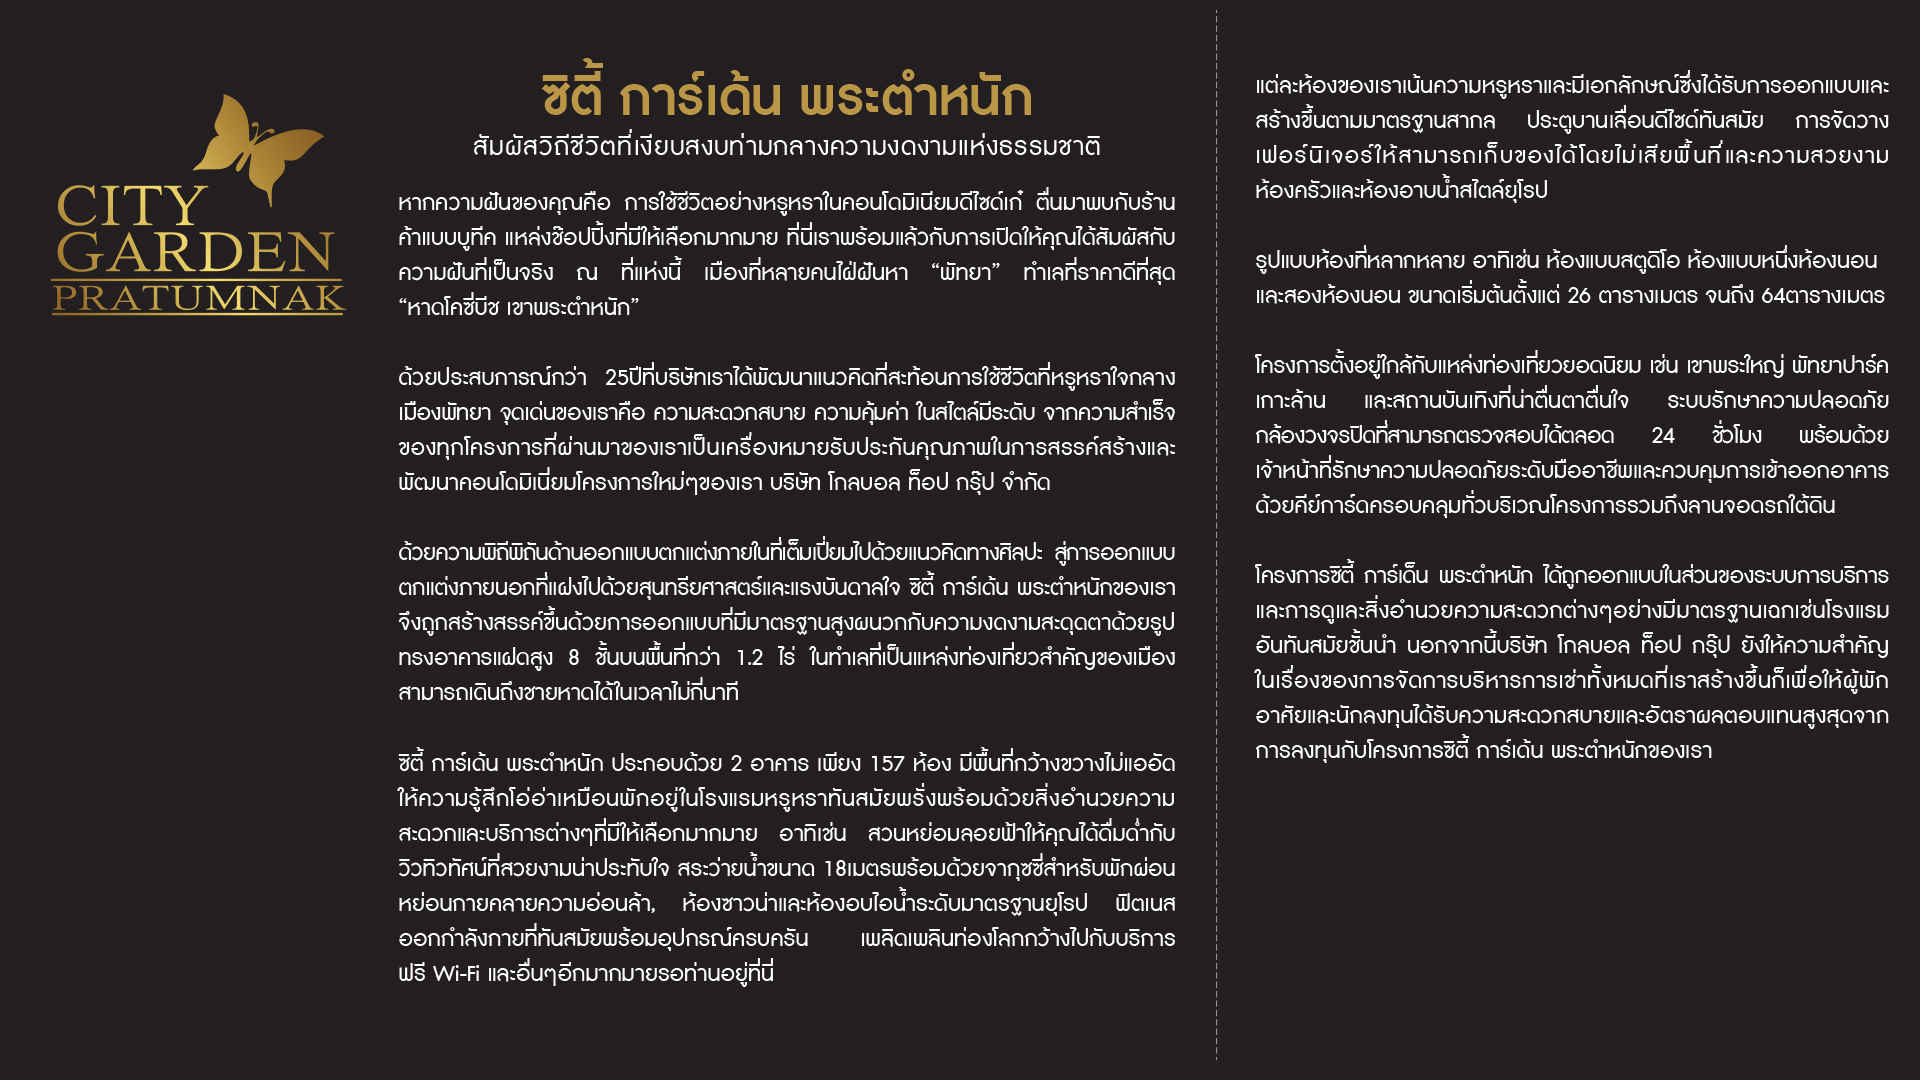 CITY
GARDEN
PRATUMNAK
ซิตี้ การ์เด้น พระตำหนัก
สัมผัสวิถีชีวิตที่เงียบสงบท่ามกลางความงดงามแห่งธรรมชาติ
หากความฝันของคุณคือ การใช้ชีวิตอย่างหรูหราในคอนโดมิเนียมดีไซด์เก๋ ตื่นมาพบกับร้าน
ค้าแบบบูทีค แหล่งช๊อปปิ้งที่มีให้เลือกมากมาย ที่นี่เราพร้อมแล้วกับการเปิดให้คุณได้สัมผัสกับ
ความฝันที่เป็นจริง ณ ที่แห่งนี้ เมืองที่หลายคนใฝ่ฝันหา “พัทยา” ทำเลที่ราคาดีที่สุด
“หาดโคซี่บีช เขาพระตำหนัก”
ด้วยประสบการณ์กว่า 25ปีที่บริษัทเราได้พัฒนาแนวคิดที่สะท้อนการใช้ชีวิตที่หรูหราใจกลาง
เมืองพัทยา จุดเด่นของเราคือ ความสะดวกสบาย ความคุ้มค่า ในสไตล์มีระดับ จากความสำเร็จ
ของทุกโครงการที่ผ่านมาของเราเป็นเครื่องหมายรับประกันคุณภาพในการสรรค์สร้างและ
พัฒนาคอนโดมิเนี่ยมโครงการใหม่ๆของเรา บริษัท โกลบอล ท็อป กรุ๊ป จำกัด
ด้วยความพิถีพิถันด้านออกแบบตกแต่งภายในที่เต็มเปี่ยมไปด้วยแนวคิดทางศิลปะ สู่การออกแบบ
ตกแต่งภายนอกที่แฝงไปด้วยสุนทรียศาสตร์และแรงบันดาลใจ ซิตี้ การ์เด้น พระตำหนักของเรา
จึงถูกสร้างสรรค์ขึ้นด้วยการออกแบบที่มีมาตรฐานสูงผนวกกับความงดงามสะดุดตาด้วยรูป
ทรงอาคารแฝดสูง 8 ชั้นบนพื้นที่กว่า 1.2 ไร่ ในทำเลที่เป็นแหล่งท่องเที่ยวสำคัญของเมือง
สามารถเดินถึงชายหาดได้ในเวลาไม่กี่นาที
ซิตี้ การ์เด้น พระตำหนัก ประกอบด้วย 2 อาคาร เพียง 157 ห้อง มีพื้นที่กว้างขวางไม่แออัด
ให้ความรู้สึกโอ่อ่าเหมือนพักอยู่ในโรงแรมหรูหราทันสมัยพรั่งพร้อมด้วยสิ่งอำนวยความ
สะดวกและบริการต่างๆที่มีให้เลือกมากมาย อาทิเช่น สวนหย่อมลอยฟ้าให้คุณได้ดื่มด่ำกับ
วิวทิวทัศน์ที่สวยงามน่าประทับใจ สระว่ายน้ำขนาด 18เมตรพร้อมด้วยจากุซซี่สำหรับพักผ่อน
หย่อนกายคลายความอ่อนล้า, ห้องซาวน่าและห้องอบไอน้ำระดับมาตรฐานยุโรป ฟิตเนส
ออกกำลังกายที่ทันสมัยพร้อมอุปกรณ์ครบครัน เพลิดเพลินท่องโลกกว้างไปกับบริการ
ฟรี Wi-Fi และอื่นๆอีกมากมายรอท่านอยู่ที่นี่
แต่ละห้องของเราเน้นความหรูหราและมีเอกลักษณ์ซึ่งได้รับการออกแบบและ
สร้างขึ้นตามมาตรฐานสากล ประตูบานเลื่อนดีไซด์ทันสมัย การจัดวาง
เฟอร์นิเจอร์ให้สามารถเก็บของได้โดยไม่เสียพื้นที่และความสวยงาม
ห้องครัวและห้องอาบน้ำสไตล์ยุโรป
รูปแบบห้องที่หลากหลาย อาทิเช่น ห้องแบบสตูดิโอ ห้องแบบหนึ่งห้องนอน
และสองห้องนอน ขนาดเริ่มต้นตั้งแต่ 26 ตารางเมตร จนถึง 64ตารางเมตร
โครงการตั้งอยู่ใกล้กับแหล่งท่องเที่ยวยอดนิยม เช่น เขาพระใหญ่ พัทยาปาร์ค
เกาะล้าน และสถานบันเทิงที่น่าตื่นตาตื่นใจ ระบบรักษาความปลอดภัย
กล้องวงจรปิดที่สามารถตรวจสอบได้ตลอด 24 ชั่วโมง พร้อมด้วย
เจ้าหน้าที่รักษาความปลอดภัยระดับมืออาชีพและควบคุมการเข้าออกอาคาร
ด้วยคีย์การ์ดครอบคลุมทั่วบริเวณโครงการรวมถึงลานจอดรถใต้ดิน
โครงการซิตี้ การ์เด็น พระตำหนัก ได้ถูกออกแบบในส่วนของระบบการบริการ
และการดูและสิ่งอำนวยความสะดวกต่างๆอย่างมีมาตรฐานเฉกเช่นโรงแรม
อันทันสมัยชั้นนำ นอกจากนี้บริษัท โกลบอล ท็อป กรุ๊ป ยังให้ความสำคัญ
ในเรื่องของการจัดการบริหารการเช่าทั้งหมดที่เราสร้างขึ้นก็เพื่อให้ผู้พัก
อาศัยและนักลงทุนได้รับความสะดวกสบายและอัตราผลตอบแทนสูงสุดจาก
การลงทุนกับโครงการซิตี้ การ์เด้น พระตำหนักของเรา